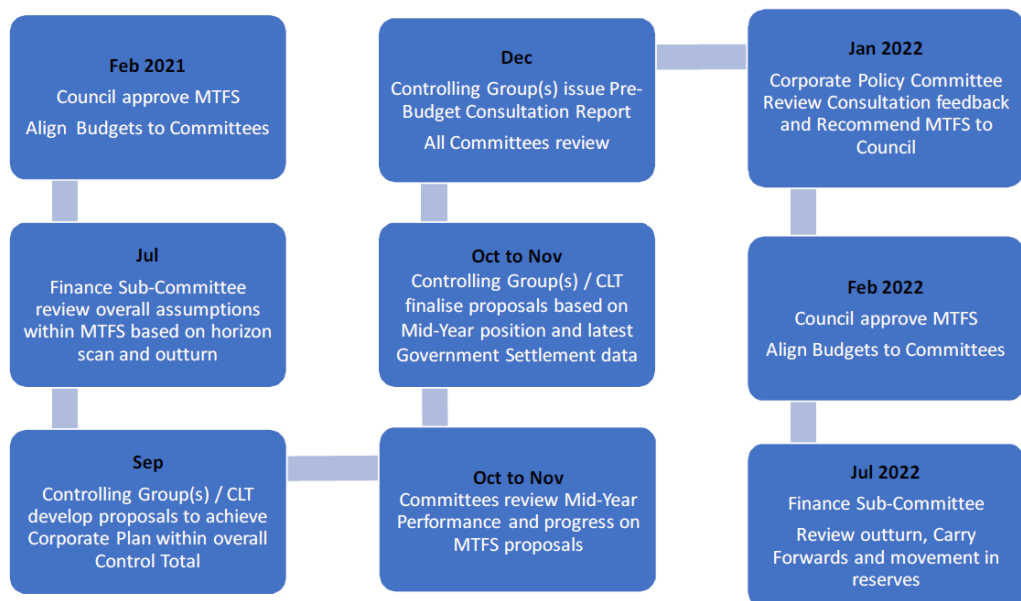 Feb 2021
Council approve MTFS
Align Budgets to Committees
Jul
Finance Sub-Committee
review overall assumptions
within MTFS based on horizon
scan and outturn
Sep
Controlling Group(s) / CLT
develop proposals to achieve
Corporate Plan within overall
Control Total
Oct to Nov
Committees review Mid-Year
Performance and progress on
MTFS proposals
Oct to Nov
Controlling Group(s) / CLT
finalise proposals based on
Mid-Year position and latest
Government Settlement data
Dec
Controlling Group(s) issue Pre-
Budget Consultation Report
All Committees review
Jan 2022
Corporate Policy Committee
Review Consultation feedback
and Recommend MTFS to
Council
Feb 2022
Council approve MTFS
Align Budgets to Committees
Jul 2022
Finance Sub-Committee
Review outturn, Carry
Forwards and movement in
reserves